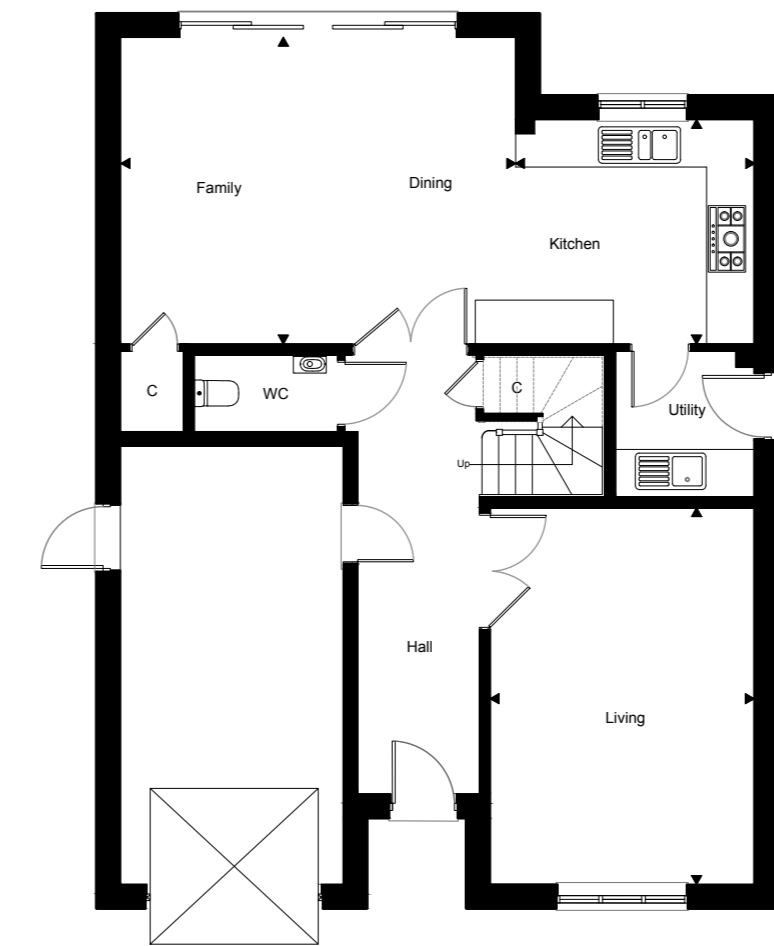 Dining
Family
Kitchen
C
WC
C
Utility
Up
Hall
Living